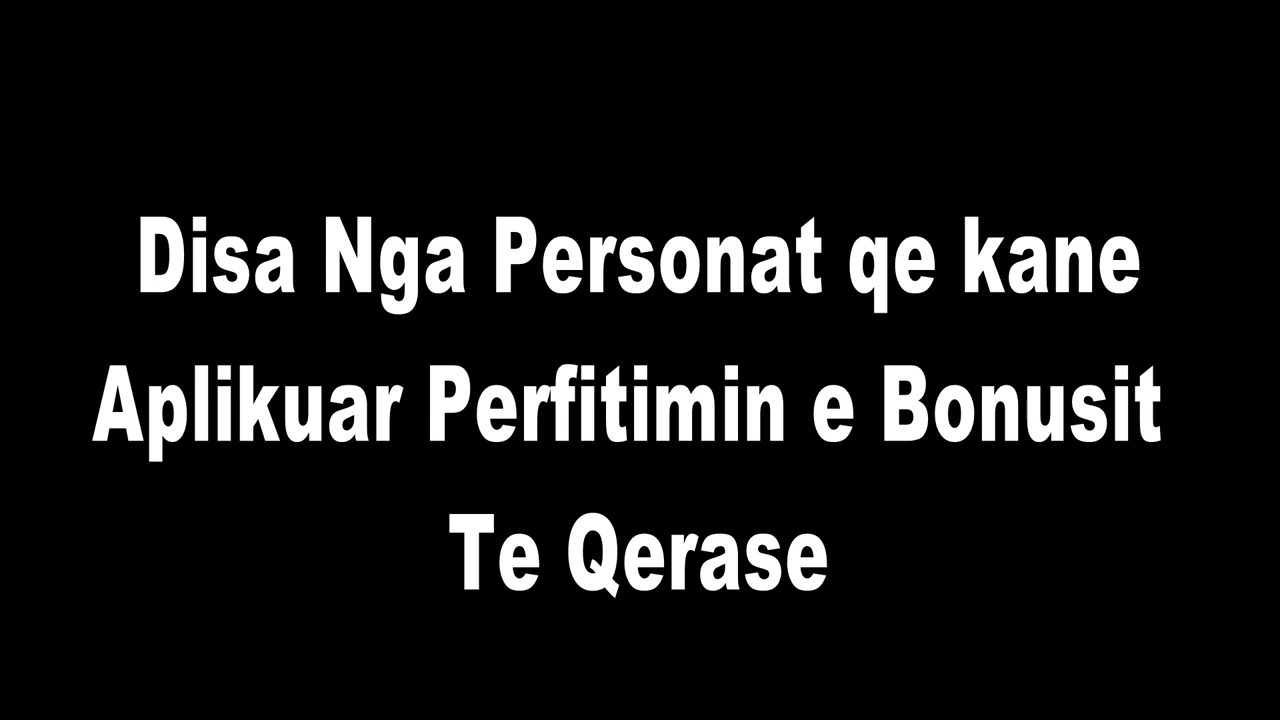 Disa Nga Personat qe kane
Aplikuar Perfitimin e Bonusit
Te Qerase